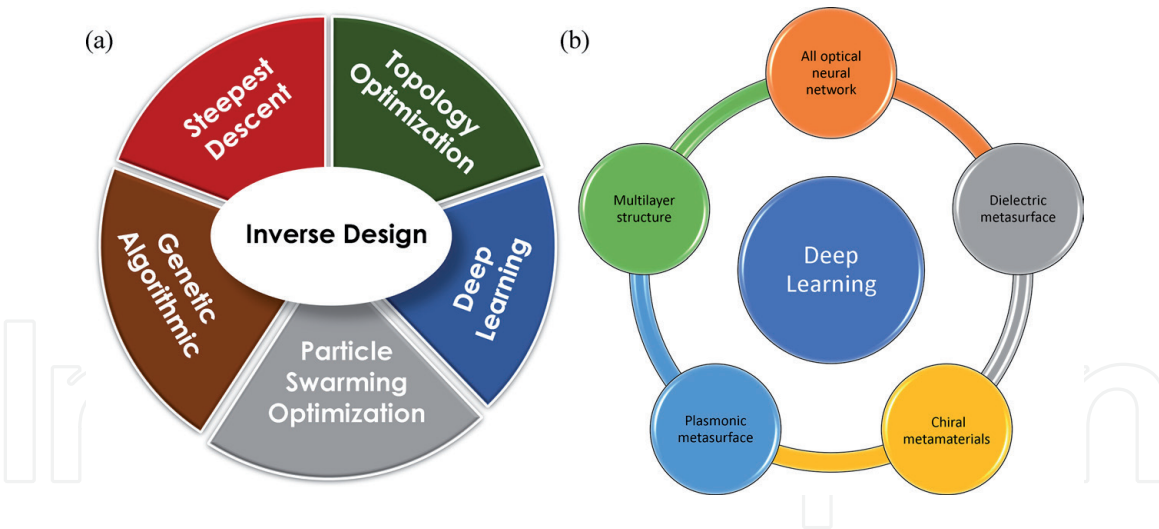 (a)
Steepest
Descent
Topology
Optimization
Inverse Design
Genetic
Algorithmic
Deep
Learning
Particle
Swarming
Optimization
(b)
All optical
neural
network
Multilayer
structure
Dielectric
metasurface
Deep
Learning
Plasmonic
metasurface
Chiral
metamaterials